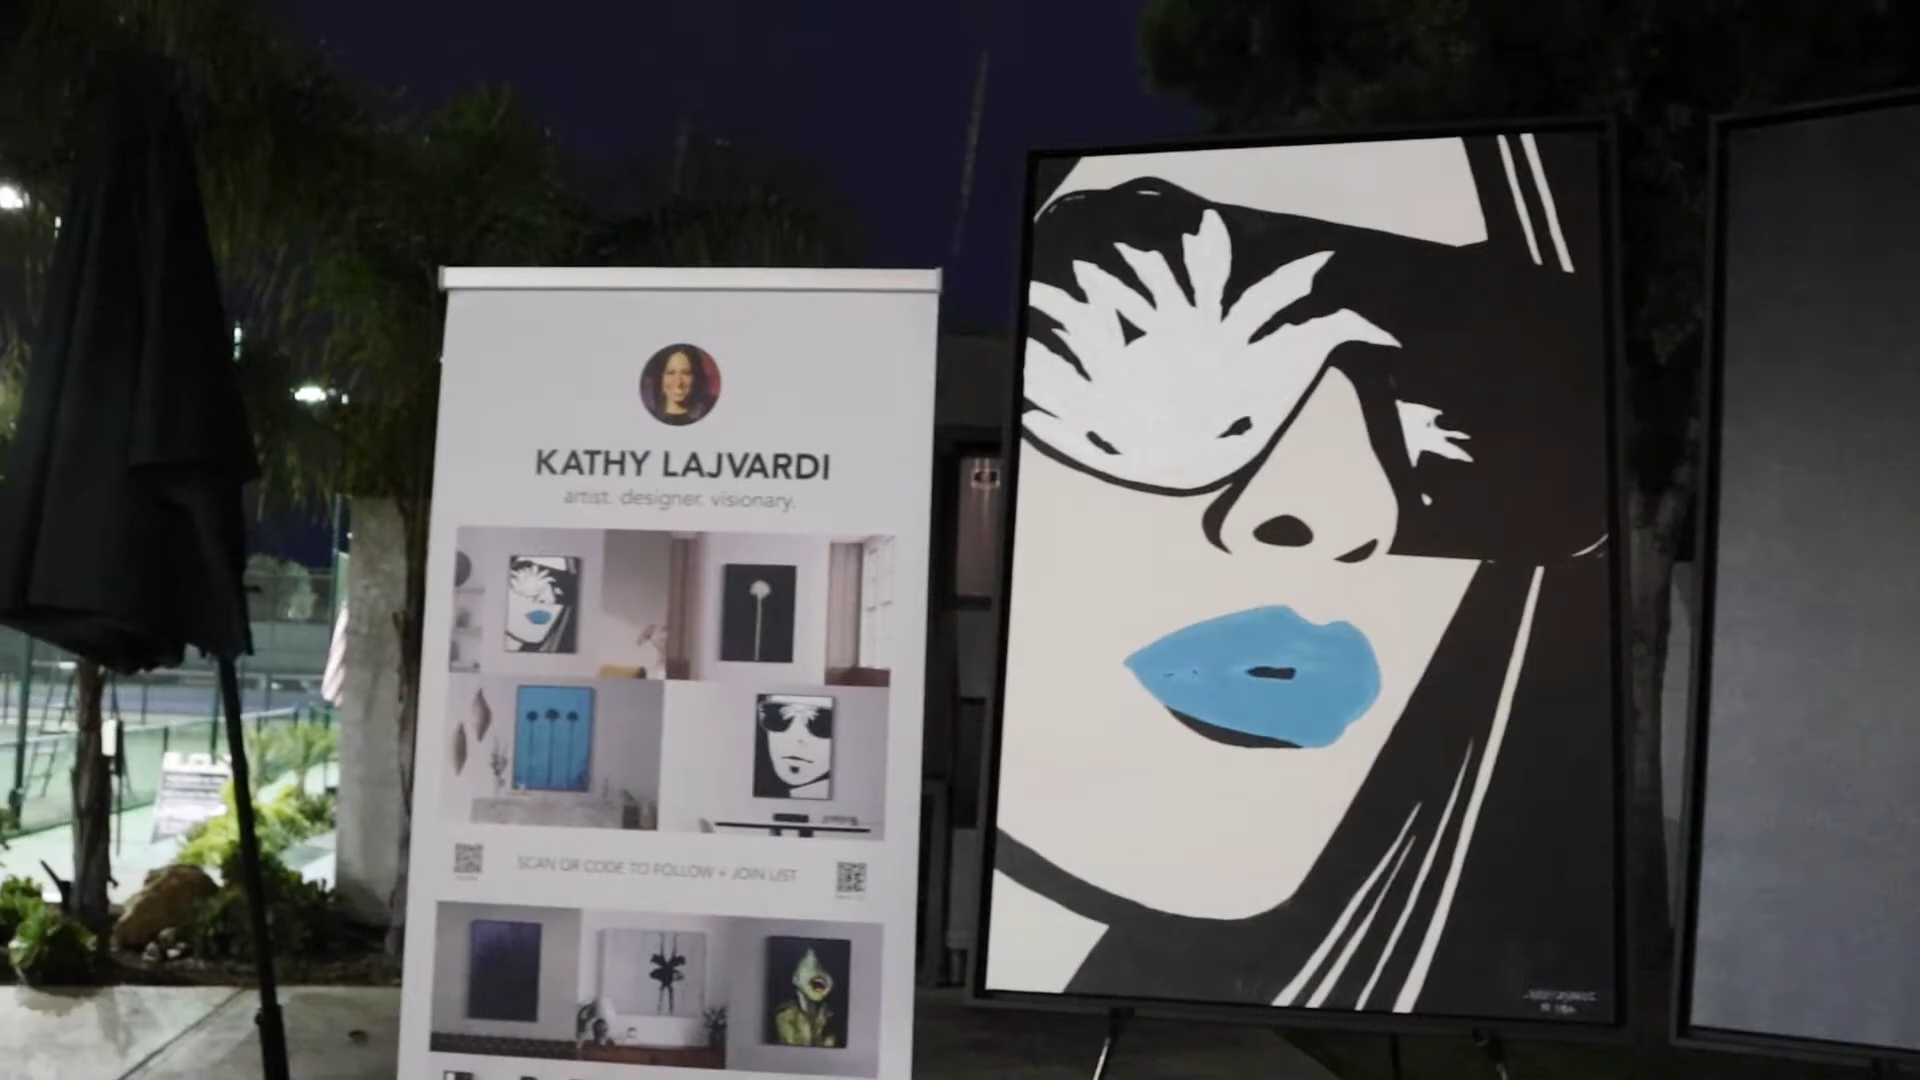 KATHY LAJVARDI
artist. designer. visionary.
SCAN QR CODE TO FOLLOW + JOIN LIST